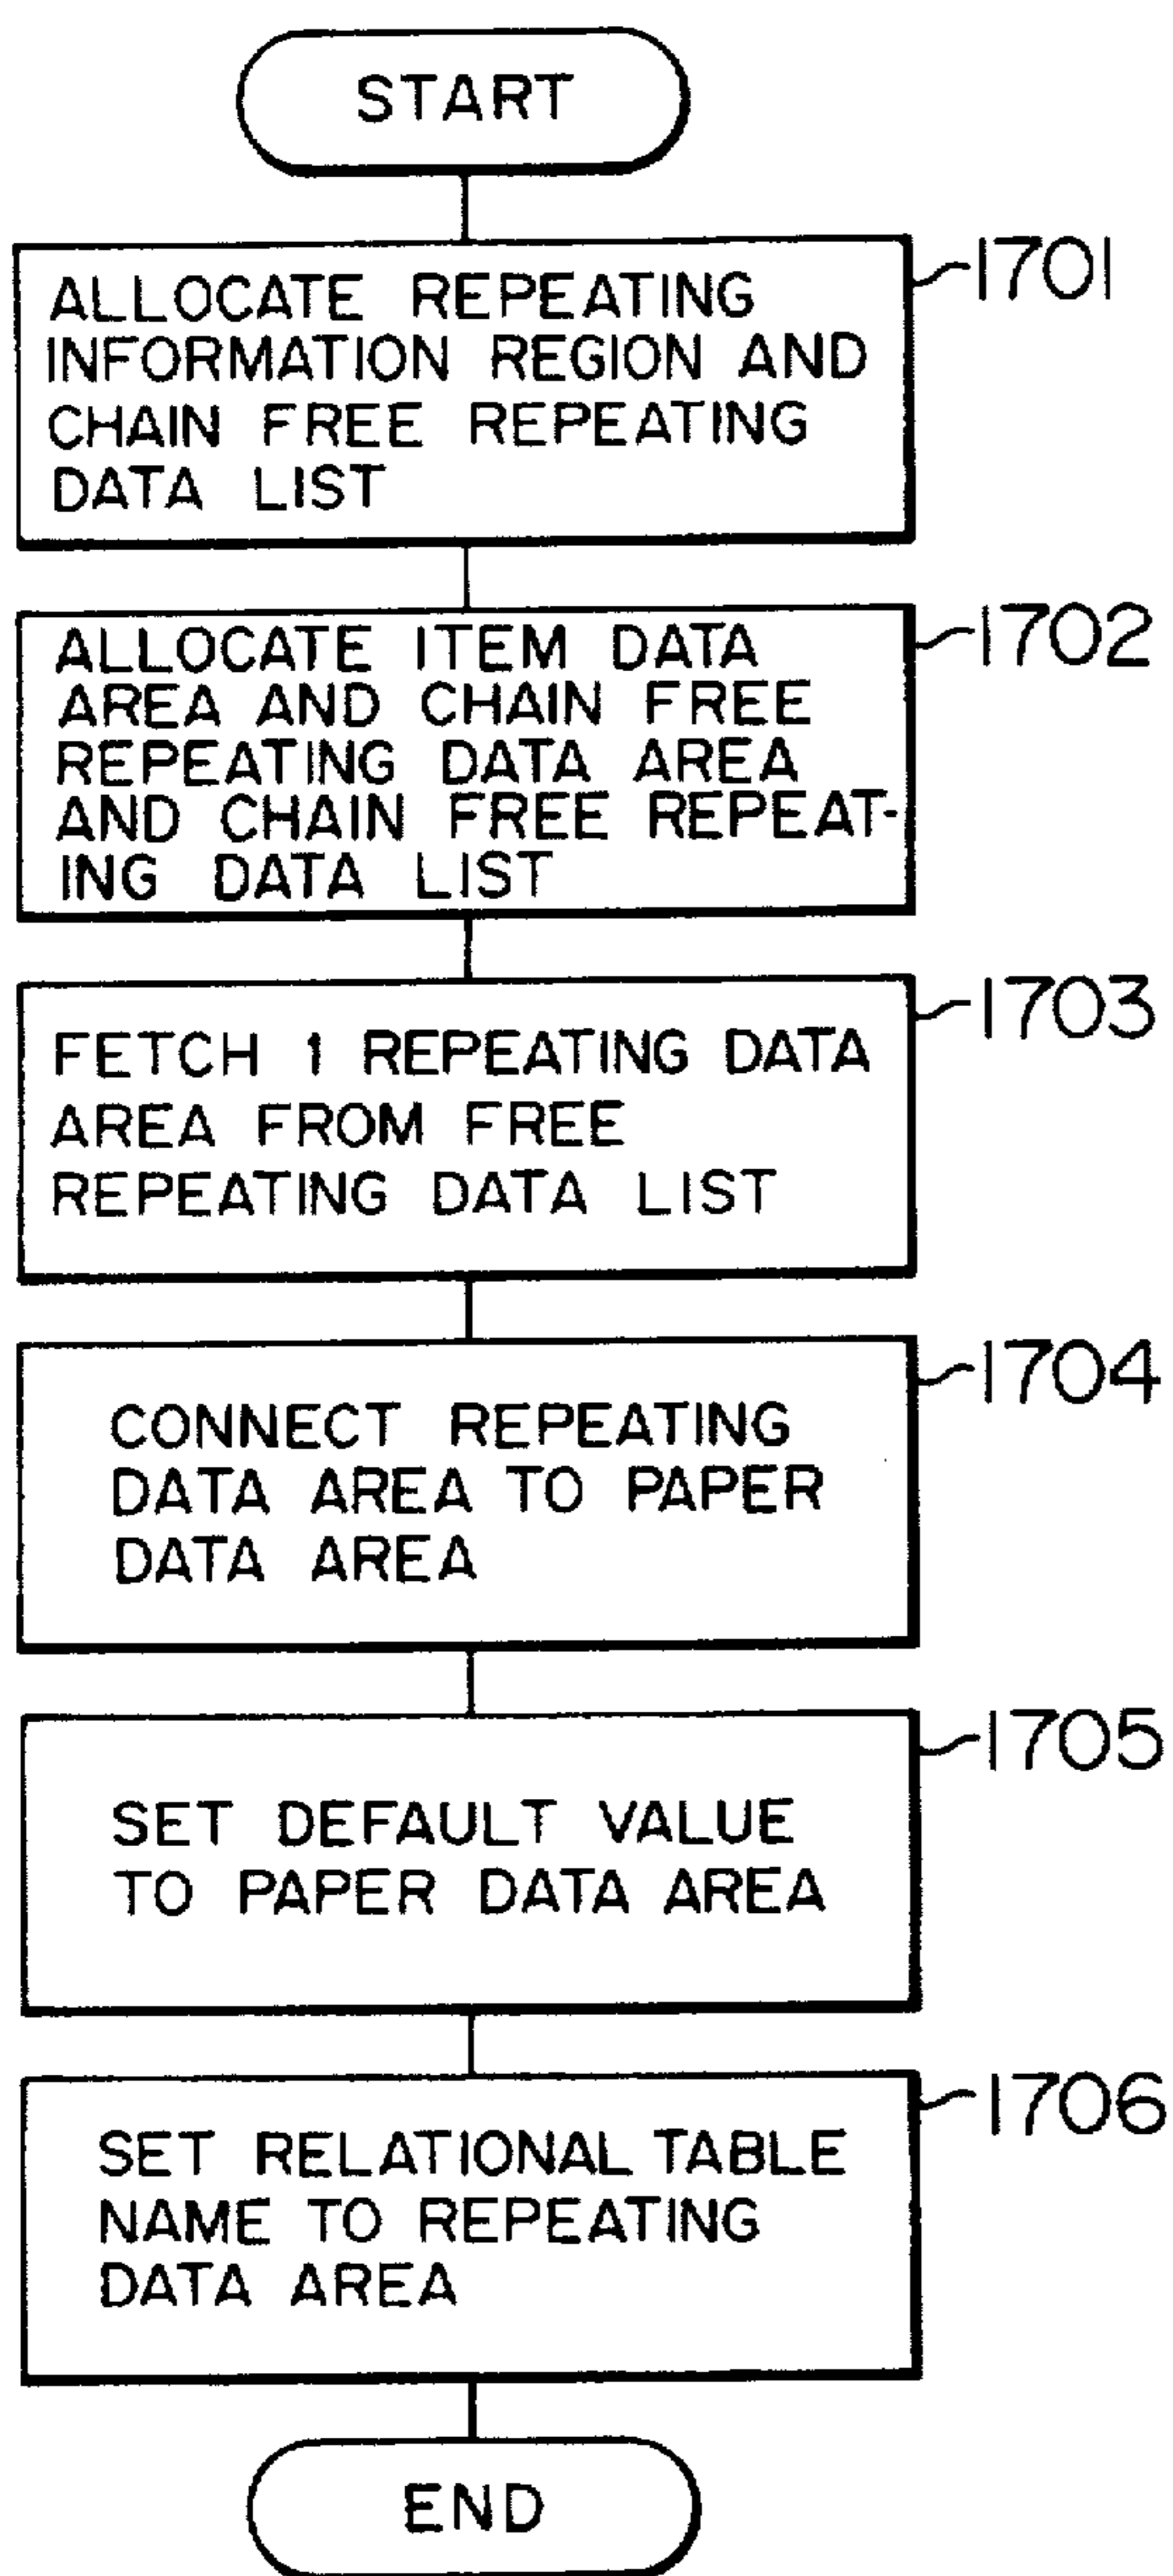 START
1701
ALLOCATE REPEATING
INFORMATION REGION AND
CHAIN FREE REPEATING
DATA LIST
1702
ALLOCATE ITEM DATA
AREA AND CHAIN FREE
REPEATING DATA AREA
AND CHAIN FREE REPEAT-
ING DATA LIST
1703
FETCH 1 REPEATING DATA
AREA FROM FREE
REPEATING DATA LIST
1704
CONNECT REPEATING
DATA AREA TO PAPER
DATA AREA
1705
SET DEFAULT VALUE
TO PAPER DATA AREA
1706
SET RELATIONAL TABLE
NAME TO REPEATING
DATA AREA
END